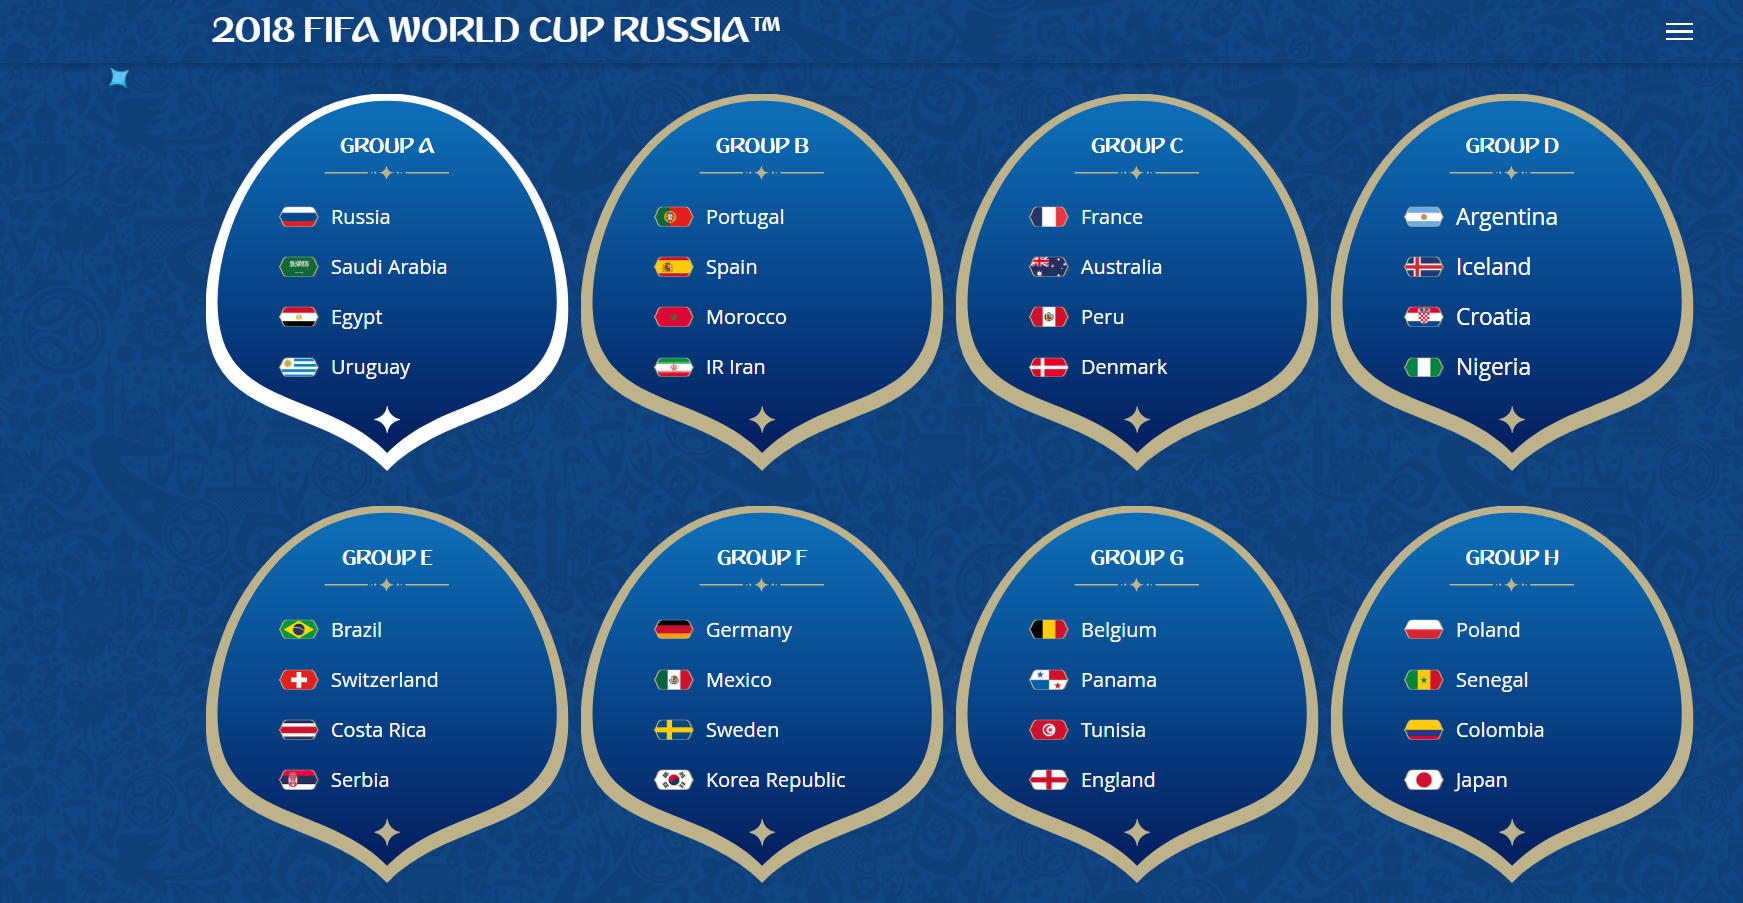 2018 FIFA WORLD CUP RUSSIA™
GROUP A
Russia
Saudi Arabia
Egypt
Uruguay
GROUP B
Portugal
Spain
Morocco
IR Iran
GROUP C
France
Australia
Peru
Denmark
GROUP D
Argentina
Iceland
Croatia
Nigeria
GROUP E
Brazil
Switzerland
Costa Rica
Serbia
GROUP F
Germany
Mexico
Sweden
Korea Republic
GROUP G
Belgium
Panama
Tunisia
England
GROUP H
Poland
Senegal
Colombia
Japan